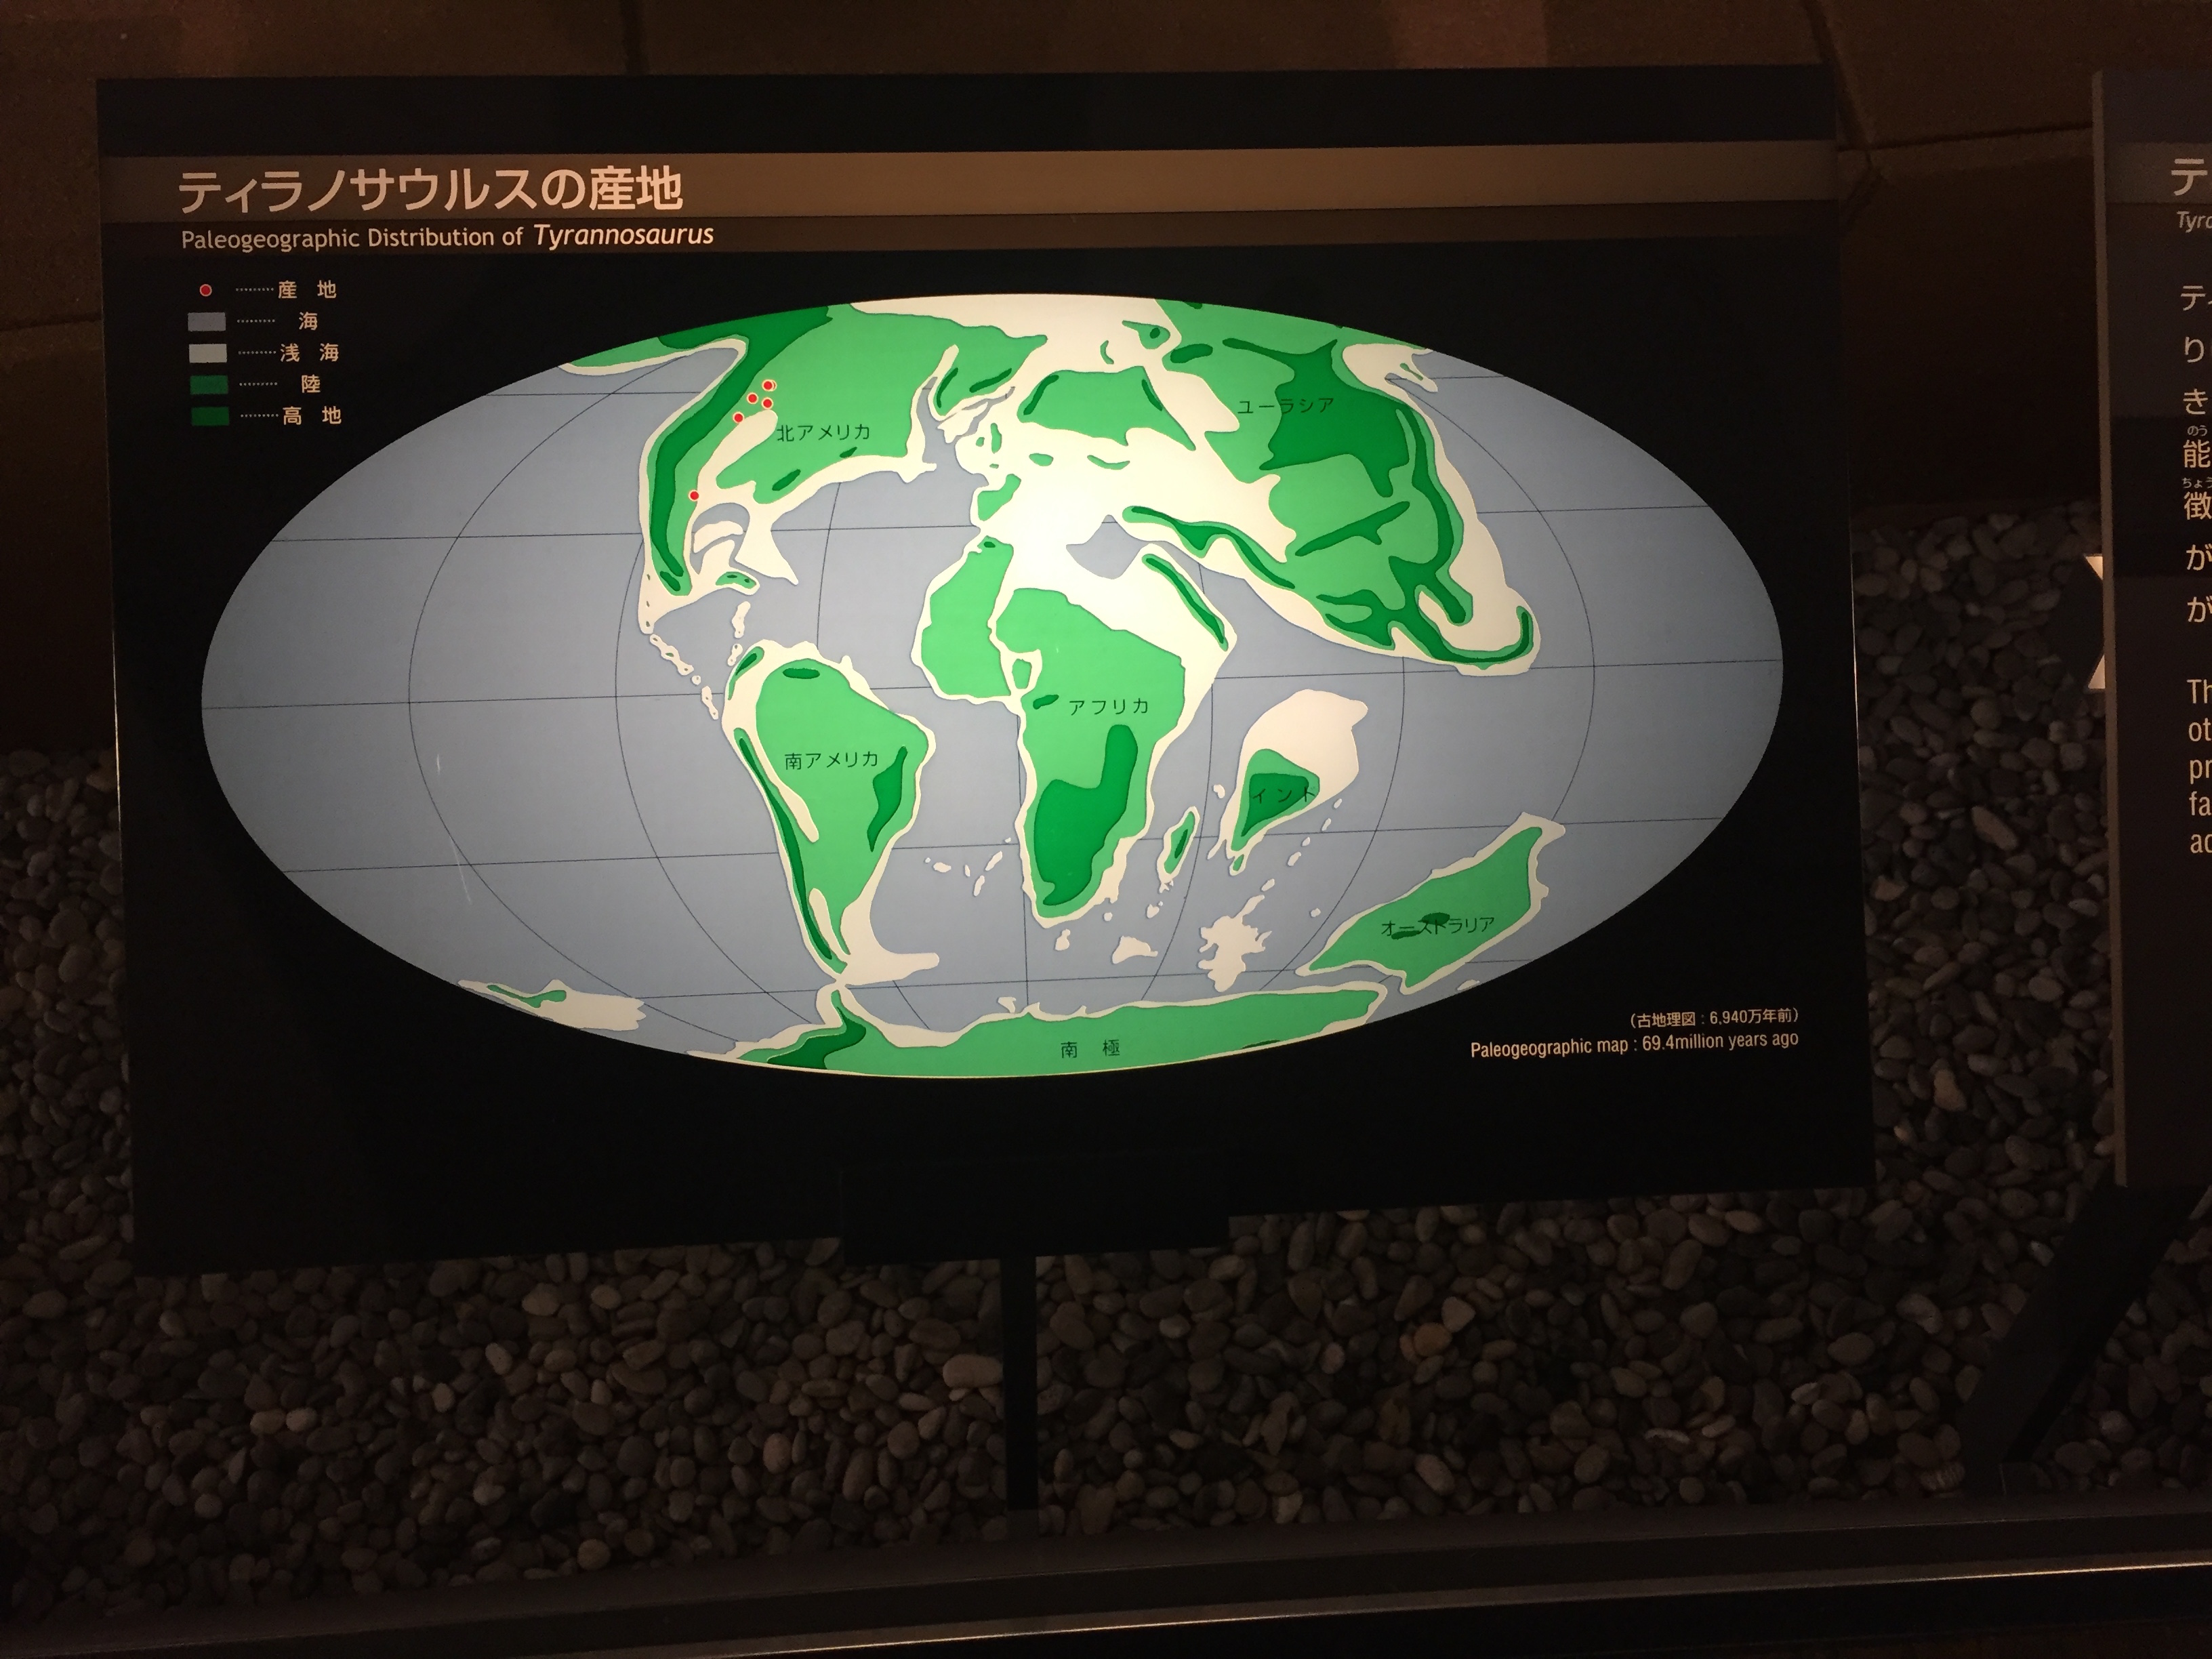 ティラノサウルスの産地
Paleogeographic Distribution of Tyrannosaurus
産 地
海
浅 海
陸
高 地
ユーラシア
北アメリカ
アフリカ
南アメリカ
インド
オーストラリア
南 極
(古地理図:6,940万年前)
Paleogeographic map : 69.4million years ago
テ
Tyra
テ
り
き
のう
能
ちょう
徴
が
が
Th
ot
pr
fa
ac